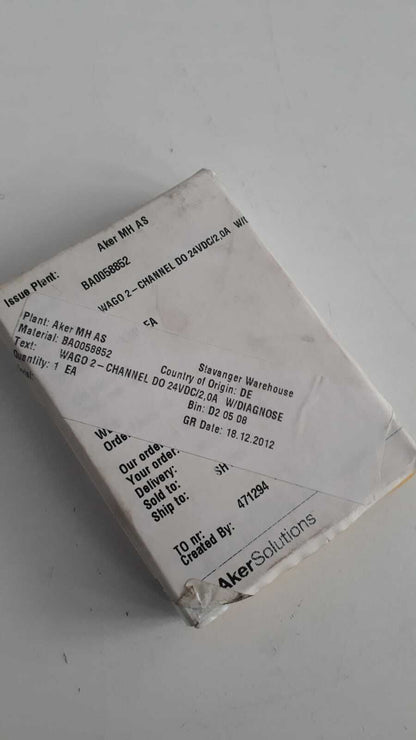 Aker MH AS
Issue Plant:
BA0058852
WAGO 2-CHANNEL DO 24VDC/2,0A
EA
Plant: Aker MH AS
Material: BA0058852
Text: WAGO 2-CHANNEL DO 24VDC/2,0A W/DIAGNOSE
Quantity: 1 EA
Stavanger Warehouse
Country of Origin: DE
Bin: D2 05 08
GR Date: 18.12.2012
Our order
Your order.
Delivery:
Sold to: SH
Ship to:
471294
TO nr:
Created By:
AkerSolutions